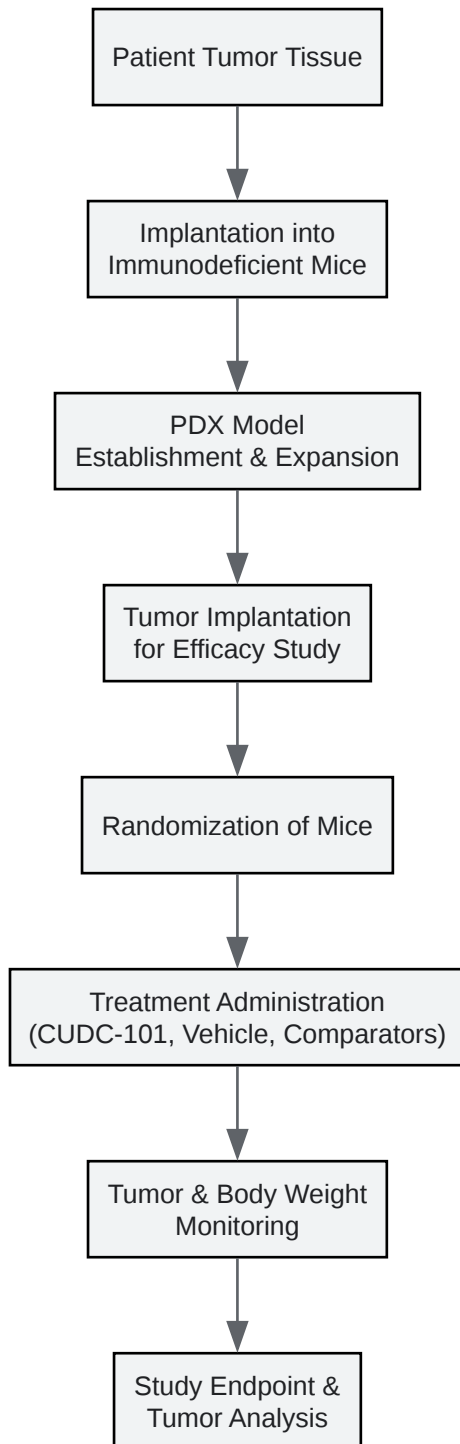 Patient Tumor Tissue
Implantation into
Immunodeficient Mice
PDX Model
Establishment & Expansion
Tumor Implantation
for Efficacy Study
Randomization of Mice
Treatment Administration
(CUDC-101, Vehicle, Comparators)
Tumor & Body Weight
Monitoring
Study Endpoint &
Tumor Analysis